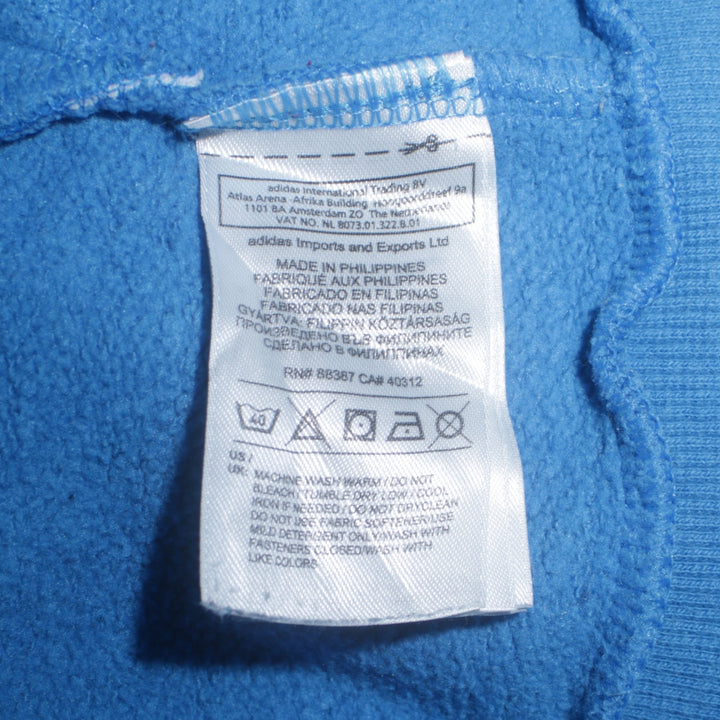 adidas International Trading BV
Atlas Arena - Afrika Building Hoogoorddreef 9a
1101 BA Amsterdam ZO The Netherlands
VAT NO. NL 8073.01.322.B.01
adidas Imports and Exports Ltd
MADE IN PHILIPPINES
FABRIQUÉ AUX PHILIPPINES
FABRICADO EN FILIPINAS
FABRICADO NAS FILIPINAS
GYÁRTVA: FILIPPIN KÖZTÁRSASÁG
ПРОИЗВЕДЕНО ВЪВ ФИЛИПИНИТЕ
СДЕЛАНО В ФИЛИППИНАХ
RN# 88387 CA# 40312
40
US /
UK: MACHINE WASH WARM / DO NOT
BLEACH / TUMBLE DRY LOW / COOL
IRON IF NEEDED / DO NOT DRYCLEAN
DO NOT USE FABRIC SOFTENER/USE
MILD DETERGENT ONLY/WASH WITH
FASTENERS CLOSED/WASH WITH
LIKE COLORS